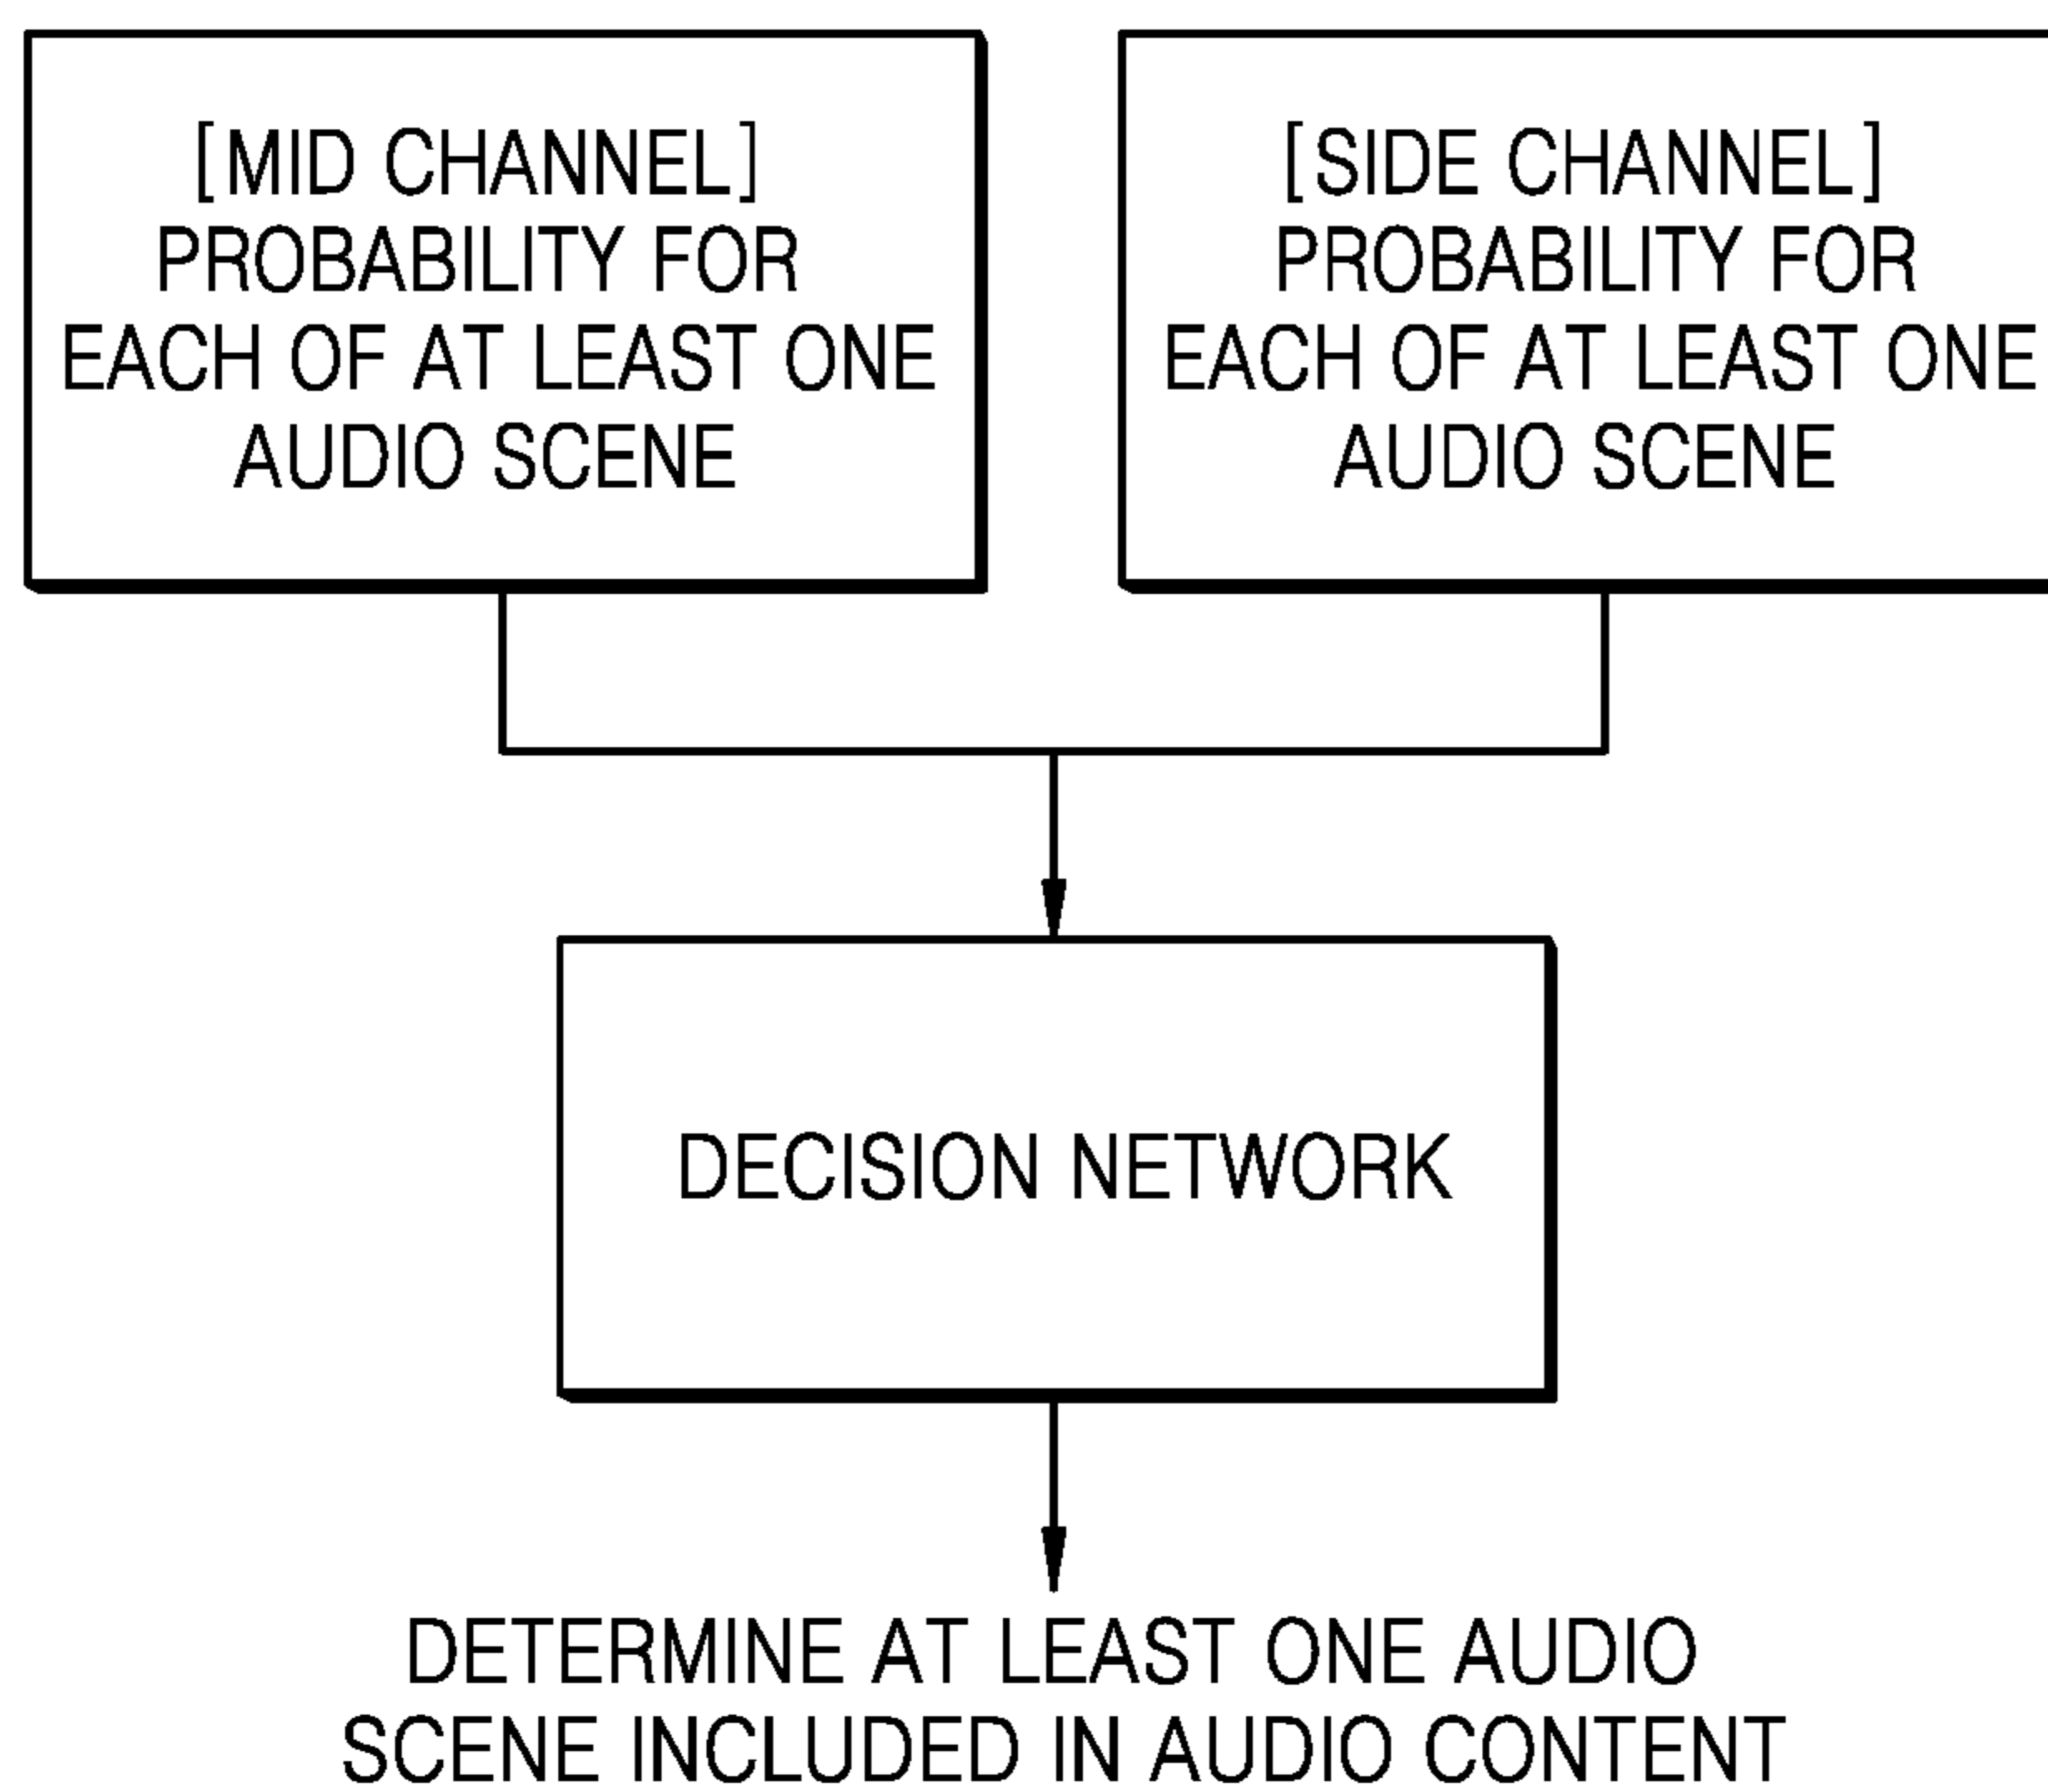 [MID CHANNEL]
PROBABILITY FOR
EACH OF AT LEAST ONE
AUDIO SCENE
[SIDE CHANNEL]
PROBABILITY FOR
EACH OF AT LEAST ONE
AUDIO SCENE
DECISION NETWORK
DETERMINE AT LEAST ONE AUDIO
SCENE INCLUDED IN AUDIO CONTENT